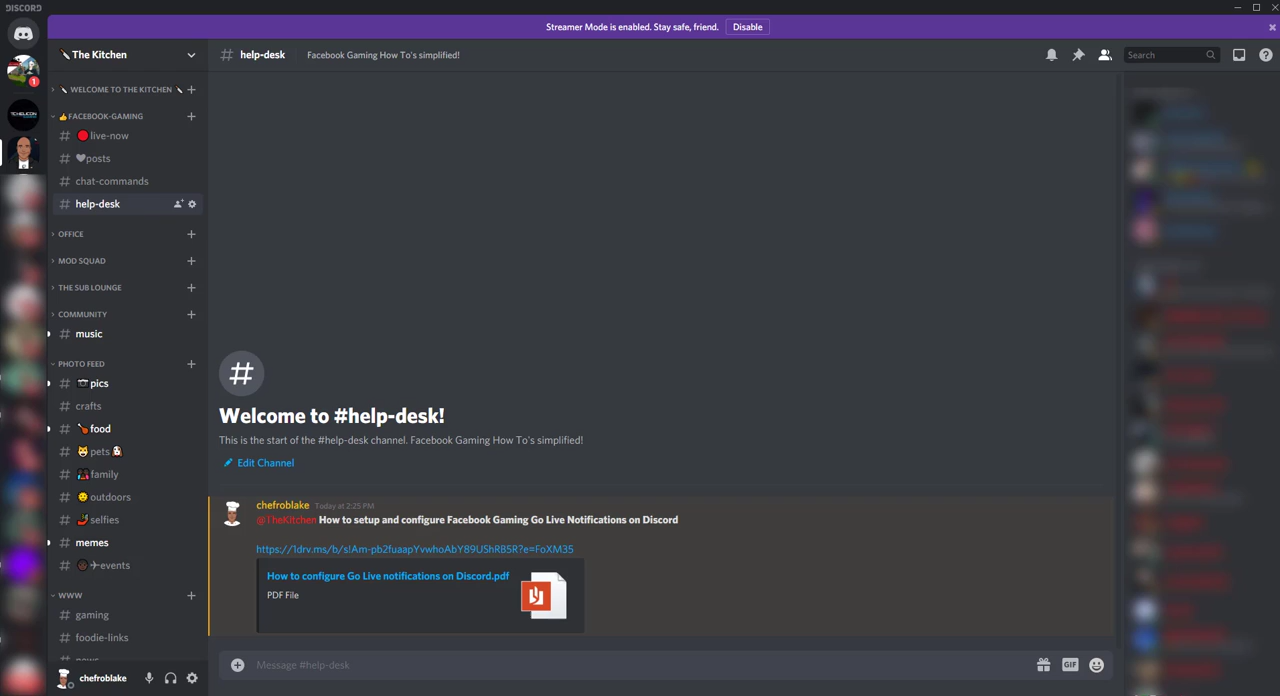 DISCORD
Streamer Mode is enabled. Stay safe, friend. Disable
The Kitchen
help-desk
Facebook Gaming How To's simplified!
Search
1
TCHELICON
WELCOME TO THE KITCHEN
FACEBOOK-GAMING
live-now
posts
chat-commands
help-desk
OFFICE
MOD SQUAD
THE SUB LOUNGE
COMMUNITY
music
PHOTO FEED
pics
crafts
food
pets
family
outdoors
selfies
memes
events
WWW
gaming
foodie-links
news
chefroblake
#
Welcome to #help-desk!
This is the start of the #help-desk channel. Facebook Gaming How To's simplified!
Edit Channel
chefroblake Today at 2:25 PM
@TheKitchen How to setup and configure Facebook Gaming Go Live Notifications on Discord
https://1drv.ms/b/s!Am-pb2fuaapYvwhoAbY89UShRB5R?e=FoXM35
How to configure Go Live notifications on Discord.pdf
PDF File
Message #help-desk
GIF